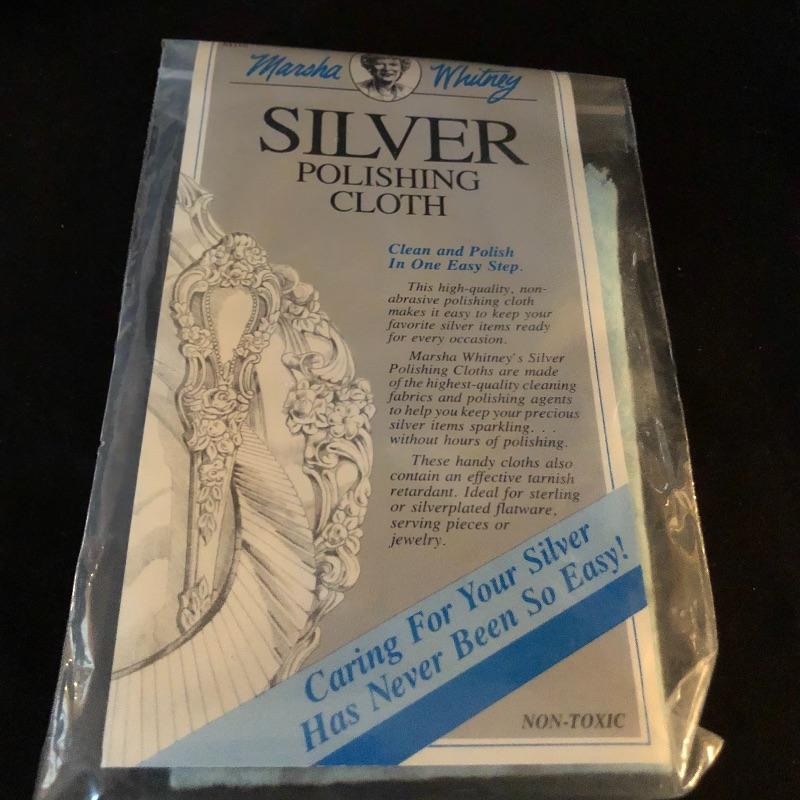 Marsha Whitney
SILVER
POLISHING
CLOTH
Clean and Polish
In One Easy Step.
This high-quality, non-
abrasive polishing cloth
makes it easy to keep your
favorite silver items ready
for every occasion.
Marsha Whitney's Silver
Polishing Cloths are made
of the highest-quality cleaning
fabrics and polishing agents
to help you keep your precious
silver items sparkling. . .
without hours of polishing.
These handy cloths also
contain an effective tarnish
retardant. Ideal for sterling
or silverplated flatware,
serving pieces or
jewelry.
Caring For Your Silver
Has Never Been So Easy!
NON-TOXIC